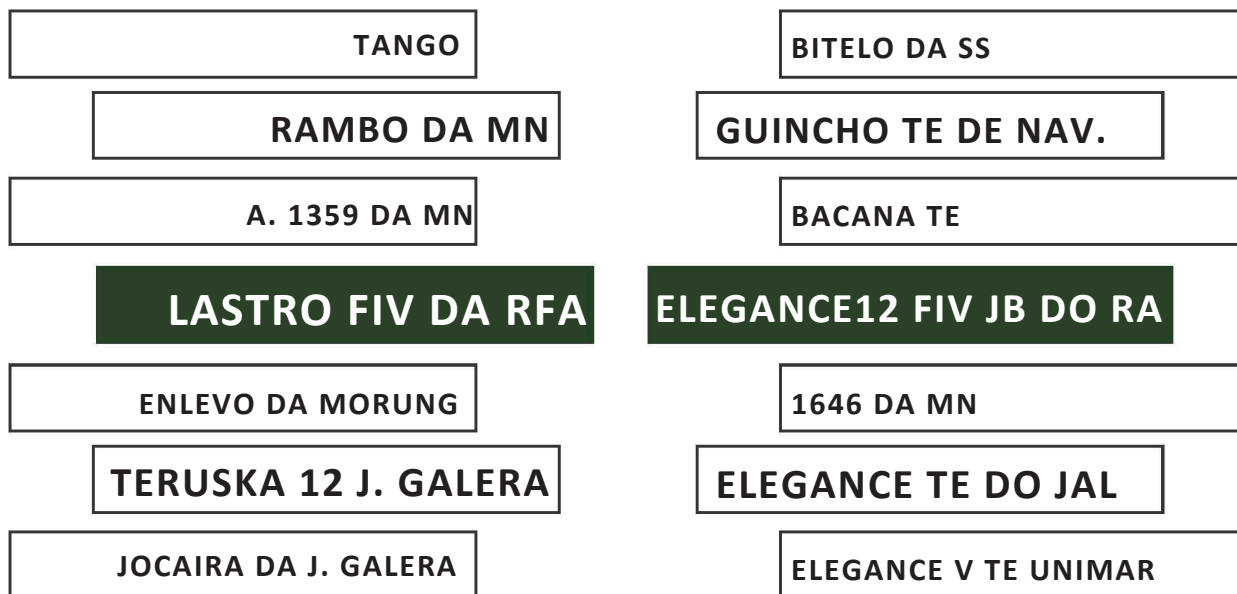 TANGO
BITELO DA SS
RAMBO DA MN
GUINCHO TE DE NAV.
A. 1359 DA MN
BACANA TE
LASTRO FIV DA RFA
ELEGANCE12 FIV JB DO RA
ENLEVO DA MORUNG
1646 DA MN
TERUSKA 12 J. GALERA
ELEGANCE TE DO JAL
JOCAIRA DA J. GALERA
ELEGANCE V TE UNIMAR